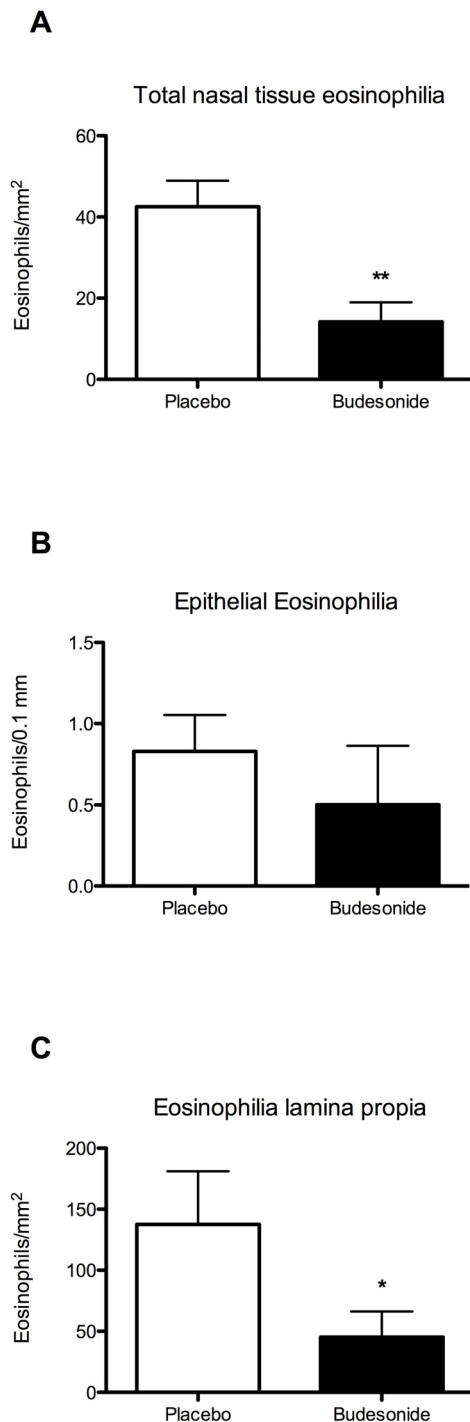 A
Total nasal tissue eosinophilia
60
40
20
0
Eosinophils/mm²
**
Placebo Budesonide
B
Epithelial Eosinophilia
1.5
1.0
0.5
0.0
Eosinophils/0.1 mm
Placebo Budesonide
C
Eosinophilia lamina propia
200
150
100
50
0
Eosinophils/mm²
*
Placebo Budesonide